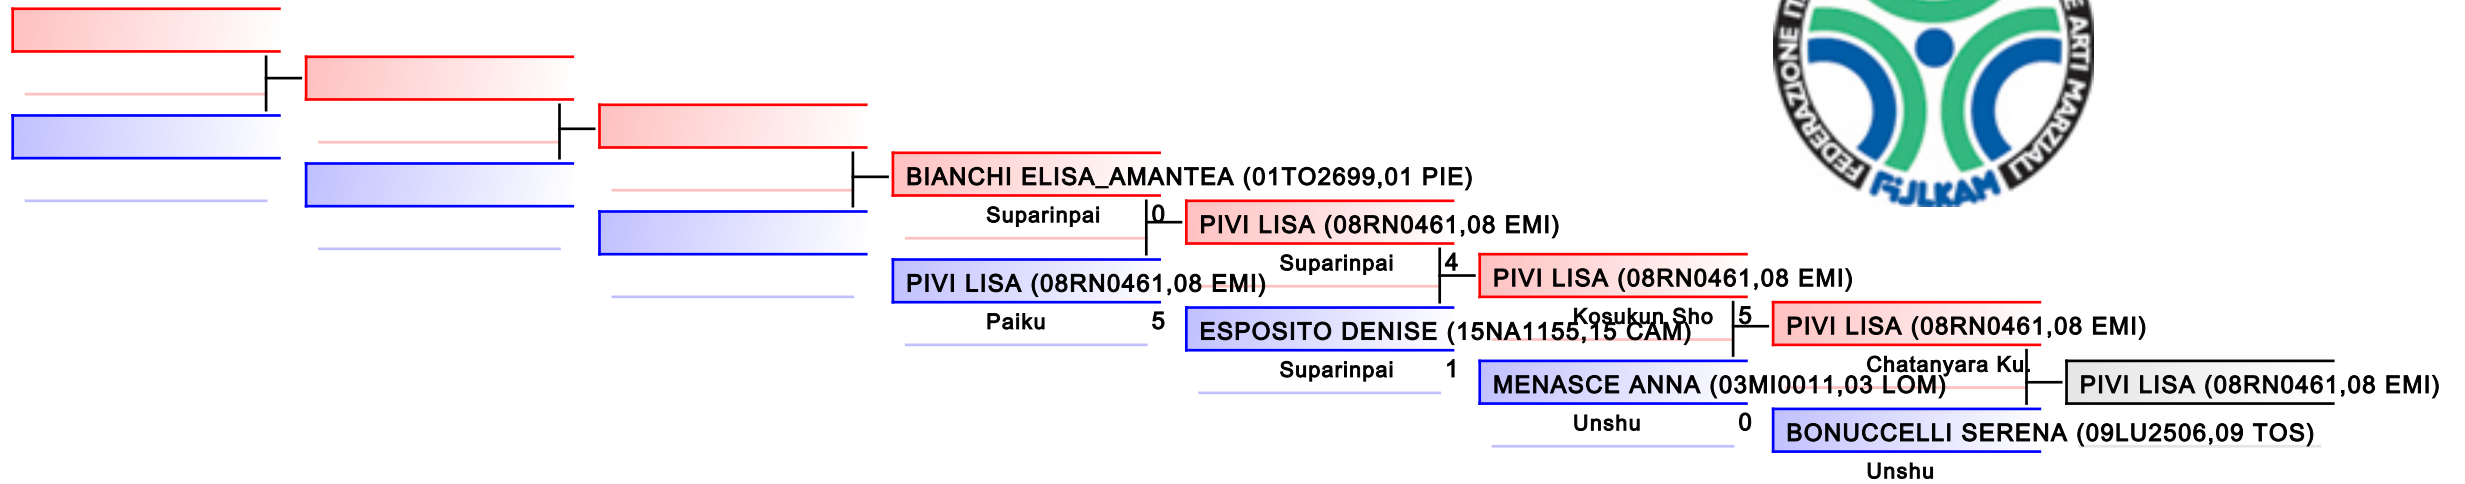 BIANCHI ELISA_AMANTEA (01TO2699,01 PIE)
Suparinpai 0
PIVI LISA (08RN0461,08 EMI)
Paiku 5
PIVI LISA (08RN0461,08 EMI)
Suparinpai 4
ESPOSITO DENISE (15NA1155,15 CAM)
Suparinpai 1
PIVI LISA (08RN0461,08 EMI)
Kosukun Sho 5
MENASCE ANNA (03MI0011,03 LOM)
Unshu 0
PIVI LISA (08RN0461,08 EMI)
Chatanyara Ku.
BONUCCELLI SERENA (09LU2506,09 TOS)
Unshu
PIVI LISA (08RN0461,08 EMI)
FEDERAZIONE
E ARTI MARZIALI
FIJLKAM